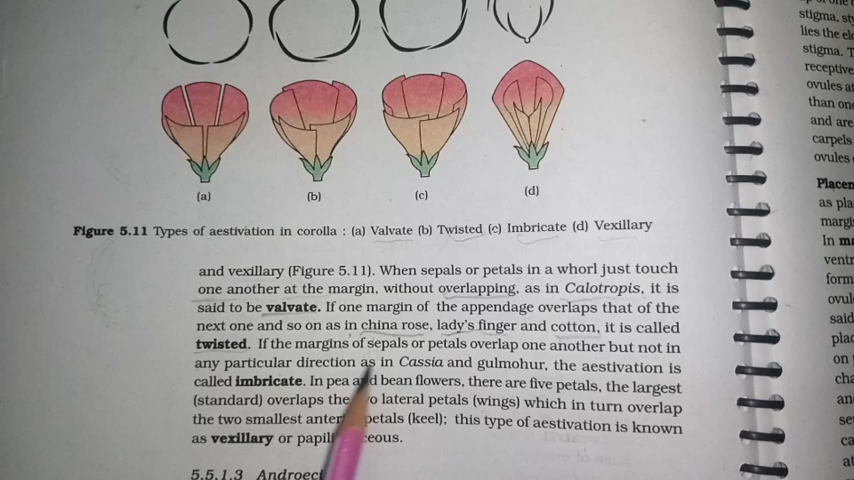 (a)
(b)
(c)
(d)
Figure 5.11 Types of aestivation in corolla : (a) Valvate (b) Twisted (c) Imbricate (d) Vexillary
and vexillary (Figure 5.11). When sepals or petals in a whorl just touch
one another at the margin, without overlapping, as in Calotropis, it is
said to be valvate. If one margin of the appendage overlaps that of the
next one and so on as in china rose, lady's finger and cotton, it is called
twisted. If the margins of sepals or petals overlap one another but not in
any particular direction as in Cassia and gulmohur, the aestivation is
called imbricate. In pea and bean flowers, there are five petals, the largest
(standard) overlaps the two lateral petals (wings) which in turn overlap
the two smallest anter petals (keel); this type of aestivation is known
as vexillary or papil ceous.
5.5.1.3 Androec
stigma, sty
lies the el
stigma. T
receptive
ovules at
than one
and are
carpels
ovules
Placen
as pla
margi
In m
ventr
form
ovul
said
plac
on
cha
an
se
ca
at